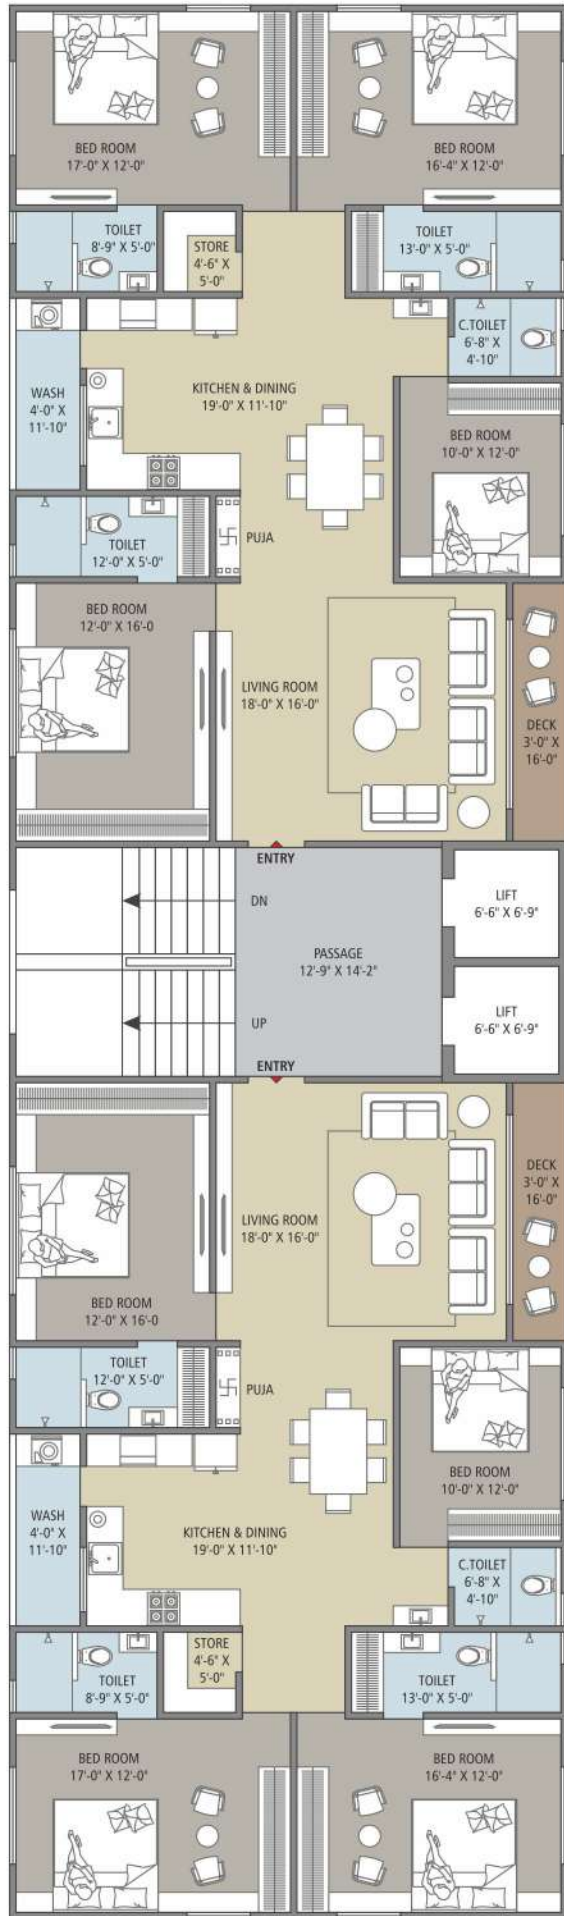 BED ROOM
17'-0" X 12'-0"
BED ROOM
16'-4" X 12'-0"
TOILET
8'-9" X 5'-0"
STORE
4'-6" X
5'-0"
TOILET
13'-0" X 5'-0"
C.TOILET
6'-8" X
4'-10"
WASH
4'-0" X
11'-10"
KITCHEN & DINING
19'-0" X 11'-10"
BED ROOM
10'-0" X 12'-0"
TOILET
12'-0" X 5'-0"
PUJA
BED ROOM
12'-0" X 16'-0
LIVING ROOM
18'-0" X 16'-0"
DECK
3'-0" X
16'-0"
ENTRY
DN
LIFT
6'-6" X 6'-9"
PASSAGE
12'-9" X 14'-2"
LIFT
6'-6" X 6'-9"
UP
ENTRY
DECK
3'-0" X
16'-0"
LIVING ROOM
18'-0" X 16'-0"
BED ROOM
12'-0" X 16'-0
TOILET
12'-0" X 5'-0"
PUJA
BED ROOM
10'-0" X 12'-0"
WASH
4'-0" X
11'-10"
KITCHEN & DINING
19'-0" X 11'-10"
C.TOILET
6'-8" X
4'-10"
STORE
4'-6" X
5'-0"
TOILET
8'-9" X 5'-0"
TOILET
13'-0" X 5'-0"
BED ROOM
17'-0" X 12'-0"
BED ROOM
16'-4" X 12'-0"